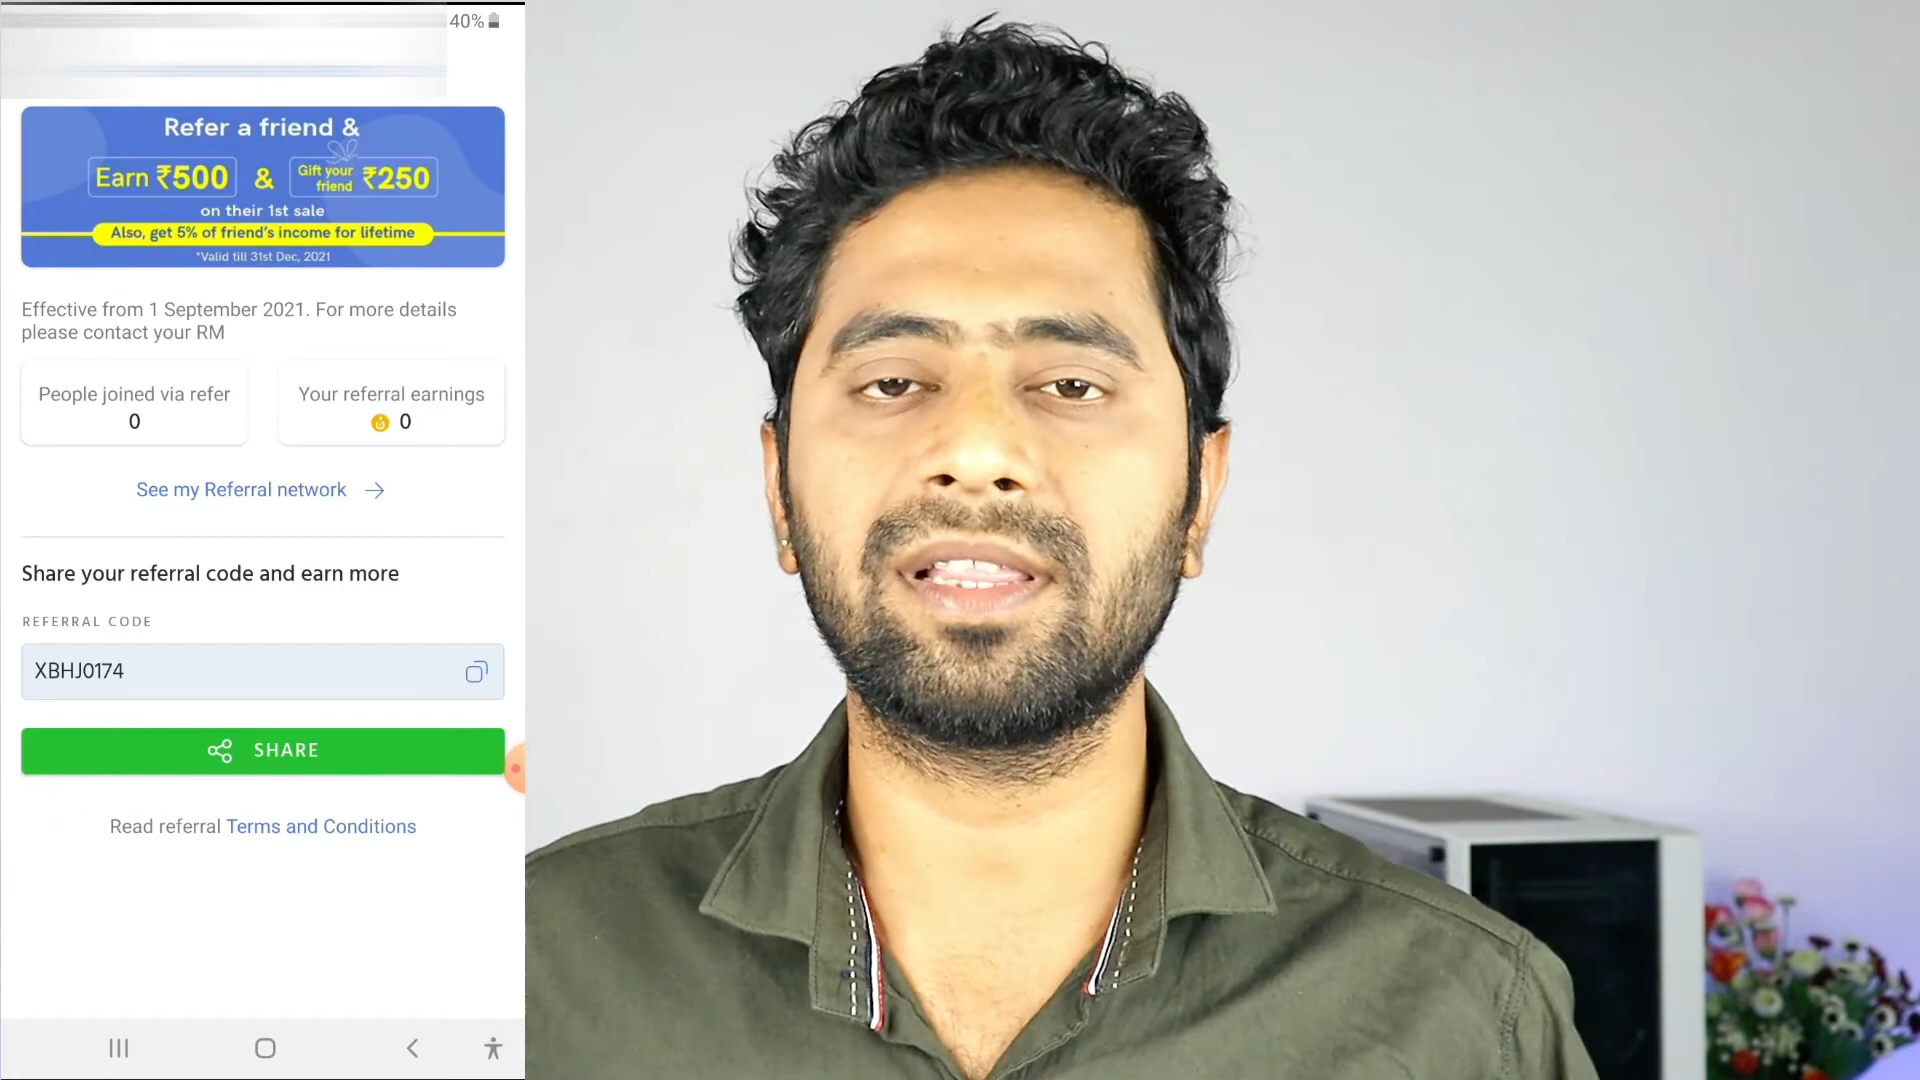 40%
Refer a friend &
Earn ₹500 & Gift your friend ₹250
on their 1st sale
Also, get 5% of friend's income for lifetime
*Valid till 31st Dec, 2021
Effective from 1 September 2021. For more details
please contact your RM
People joined via refer
0
Your referral earnings
0
See my Referral network
Share your referral code and earn more
REFERRAL CODE
XBHJ0174
SHARE
Read referral Terms and Conditions